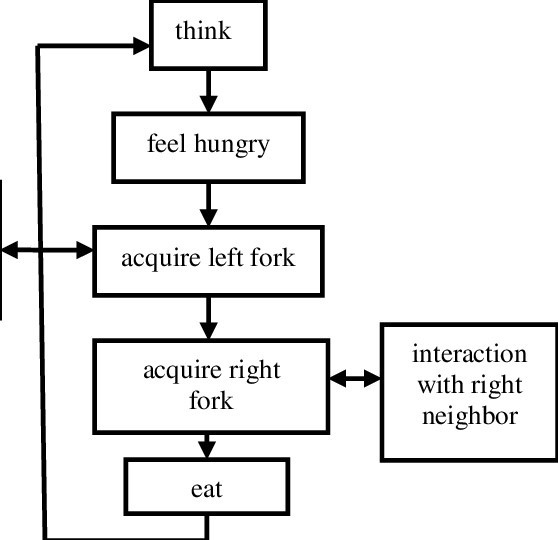 think
feel hungry
acquire left fork
acquire right
fork
interaction
with right
neighbor
eat